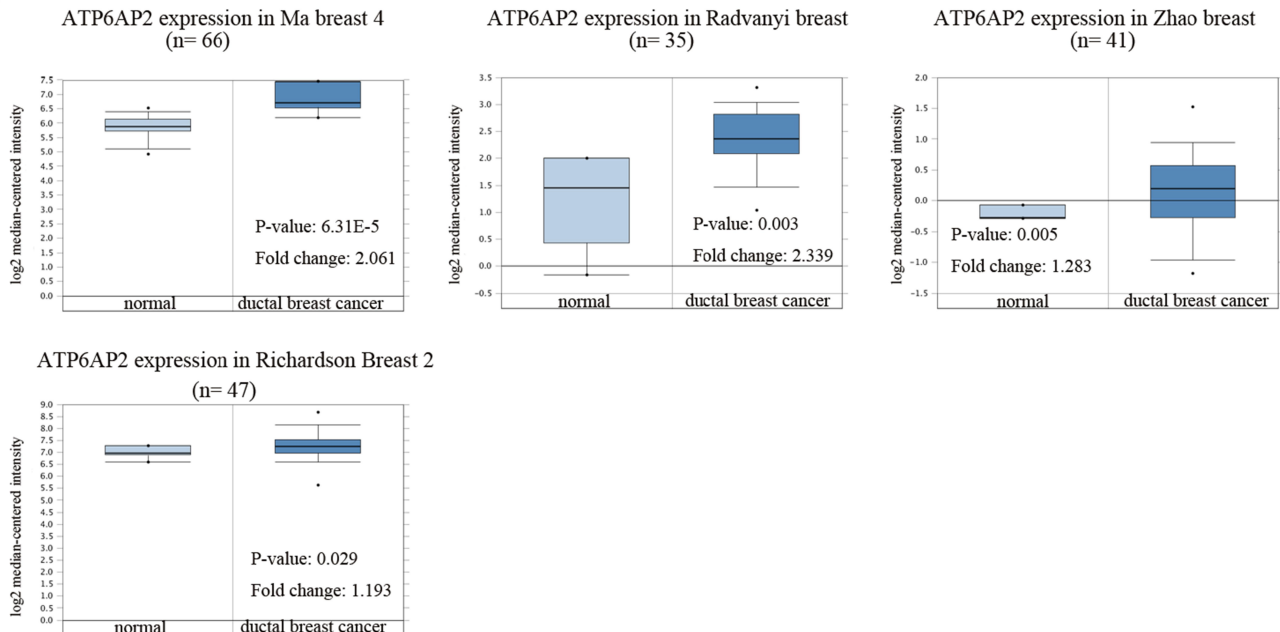 ATP6AP2 expression in Ma breast 4
(n= 66)
log2 median-centered intensity
7.5
7.0
6.5
6.0
5.5
5.0
4.5
4.0
3.5
3.0
2.5
2.0
1.5
1.0
0.5
0.0
P-value: 6.31E-5
Fold change: 2.061
normal ductal breast cancer
ATP6AP2 expression in Radvanyi breast
(n= 35)
log2 median-centered intensity
3.5
3.0
2.5
2.0
1.5
1.0
0.5
0.0
−0.5
P-value: 0.003
Fold change: 2.339
normal ductal breast cancer
ATP6AP2 expression in Zhao breast
(n= 41)
log2 median-centered intensity
2.0
1.5
1.0
0.5
0.0
−0.5
−1.0
−1.5
P-value: 0.005
Fold change: 1.283
normal ductal breast cancer
ATP6AP2 expression in Richardson Breast 2
(n= 47)
log2 median-centered intensity
9.0
8.5
8.0
7.5
7.0
6.5
6.0
5.5
5.0
4.5
4.0
3.5
3.0
2.5
2.0
1.5
1.0
0.5
0.0
P-value: 0.029
Fold change: 1.193
normal ductal breast cancer